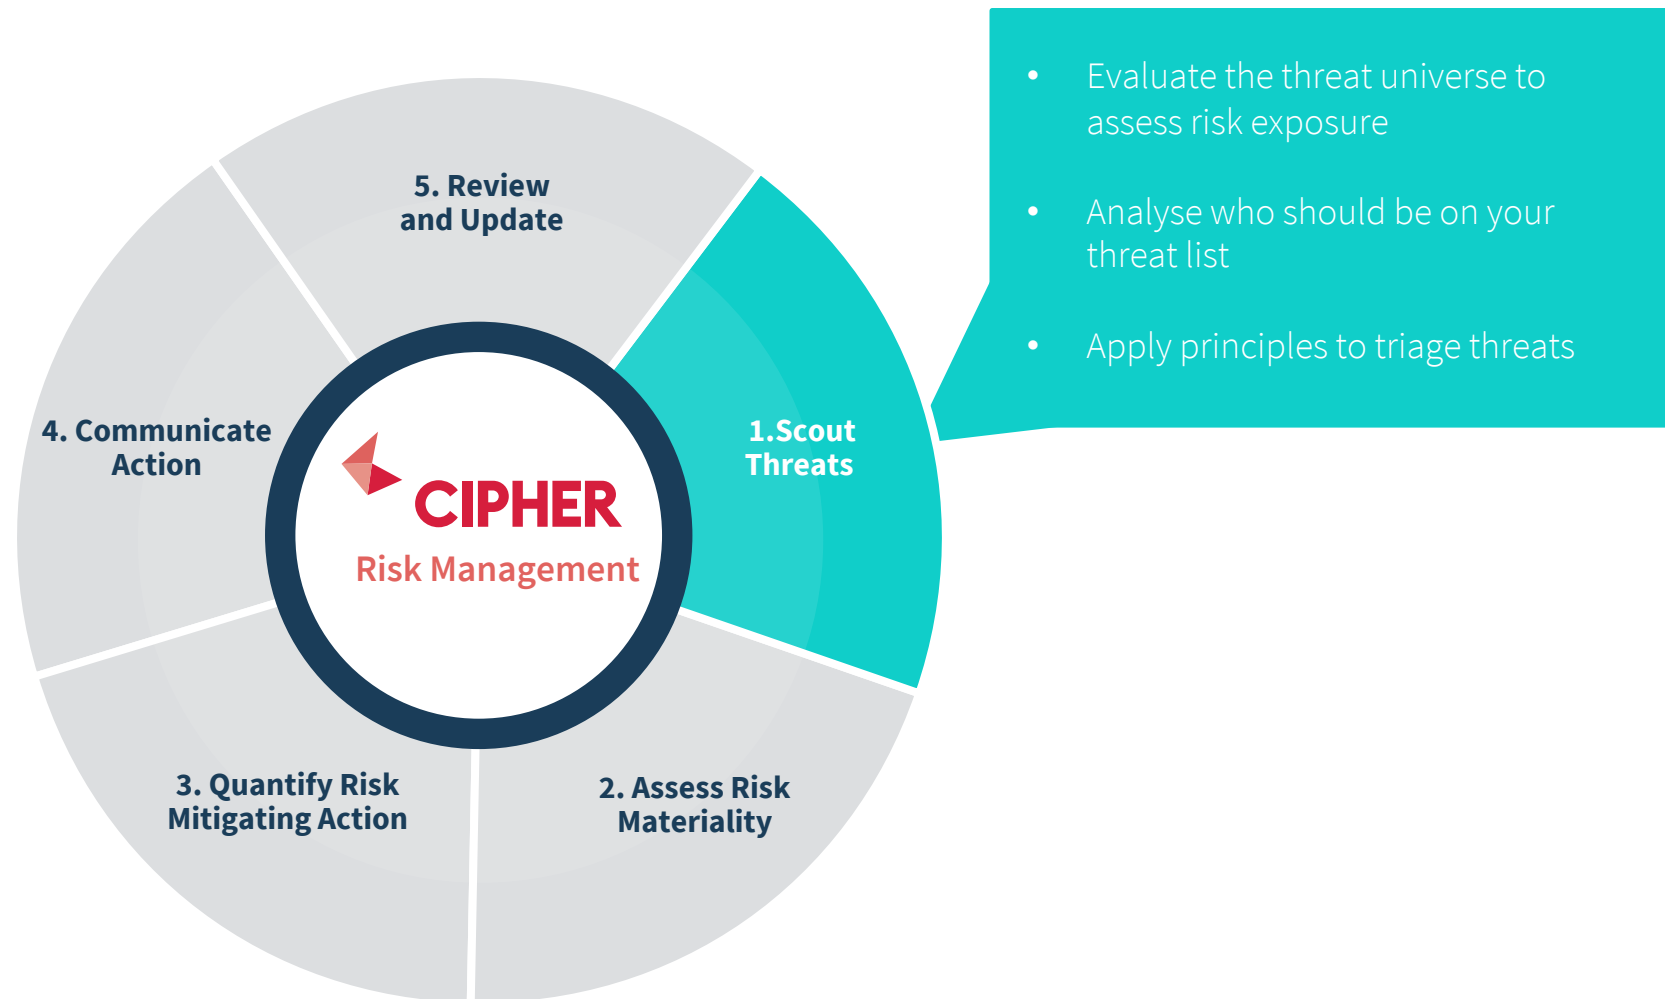 • Evaluate the threat universe to
assess risk exposure
• Analyse who should be on your
threat list
• Apply principles to triage threats
5. Review
and Update
1.Scout
Threats
4. Communicate
Action
CIPHER
Risk Management
3. Quantify Risk
Mitigating Action
2. Assess Risk
Materiality